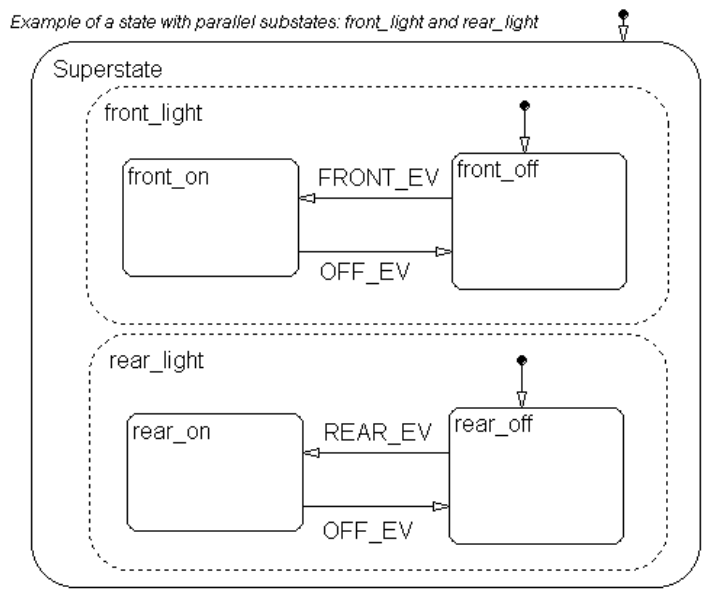 Example of a state with parallel substates: front_light and rear_light
Superstate
front_light
front_on
FRONT_EV
front_off
OFF_EV
rear_light
rear_on
REAR_EV
rear_off
OFF_EV